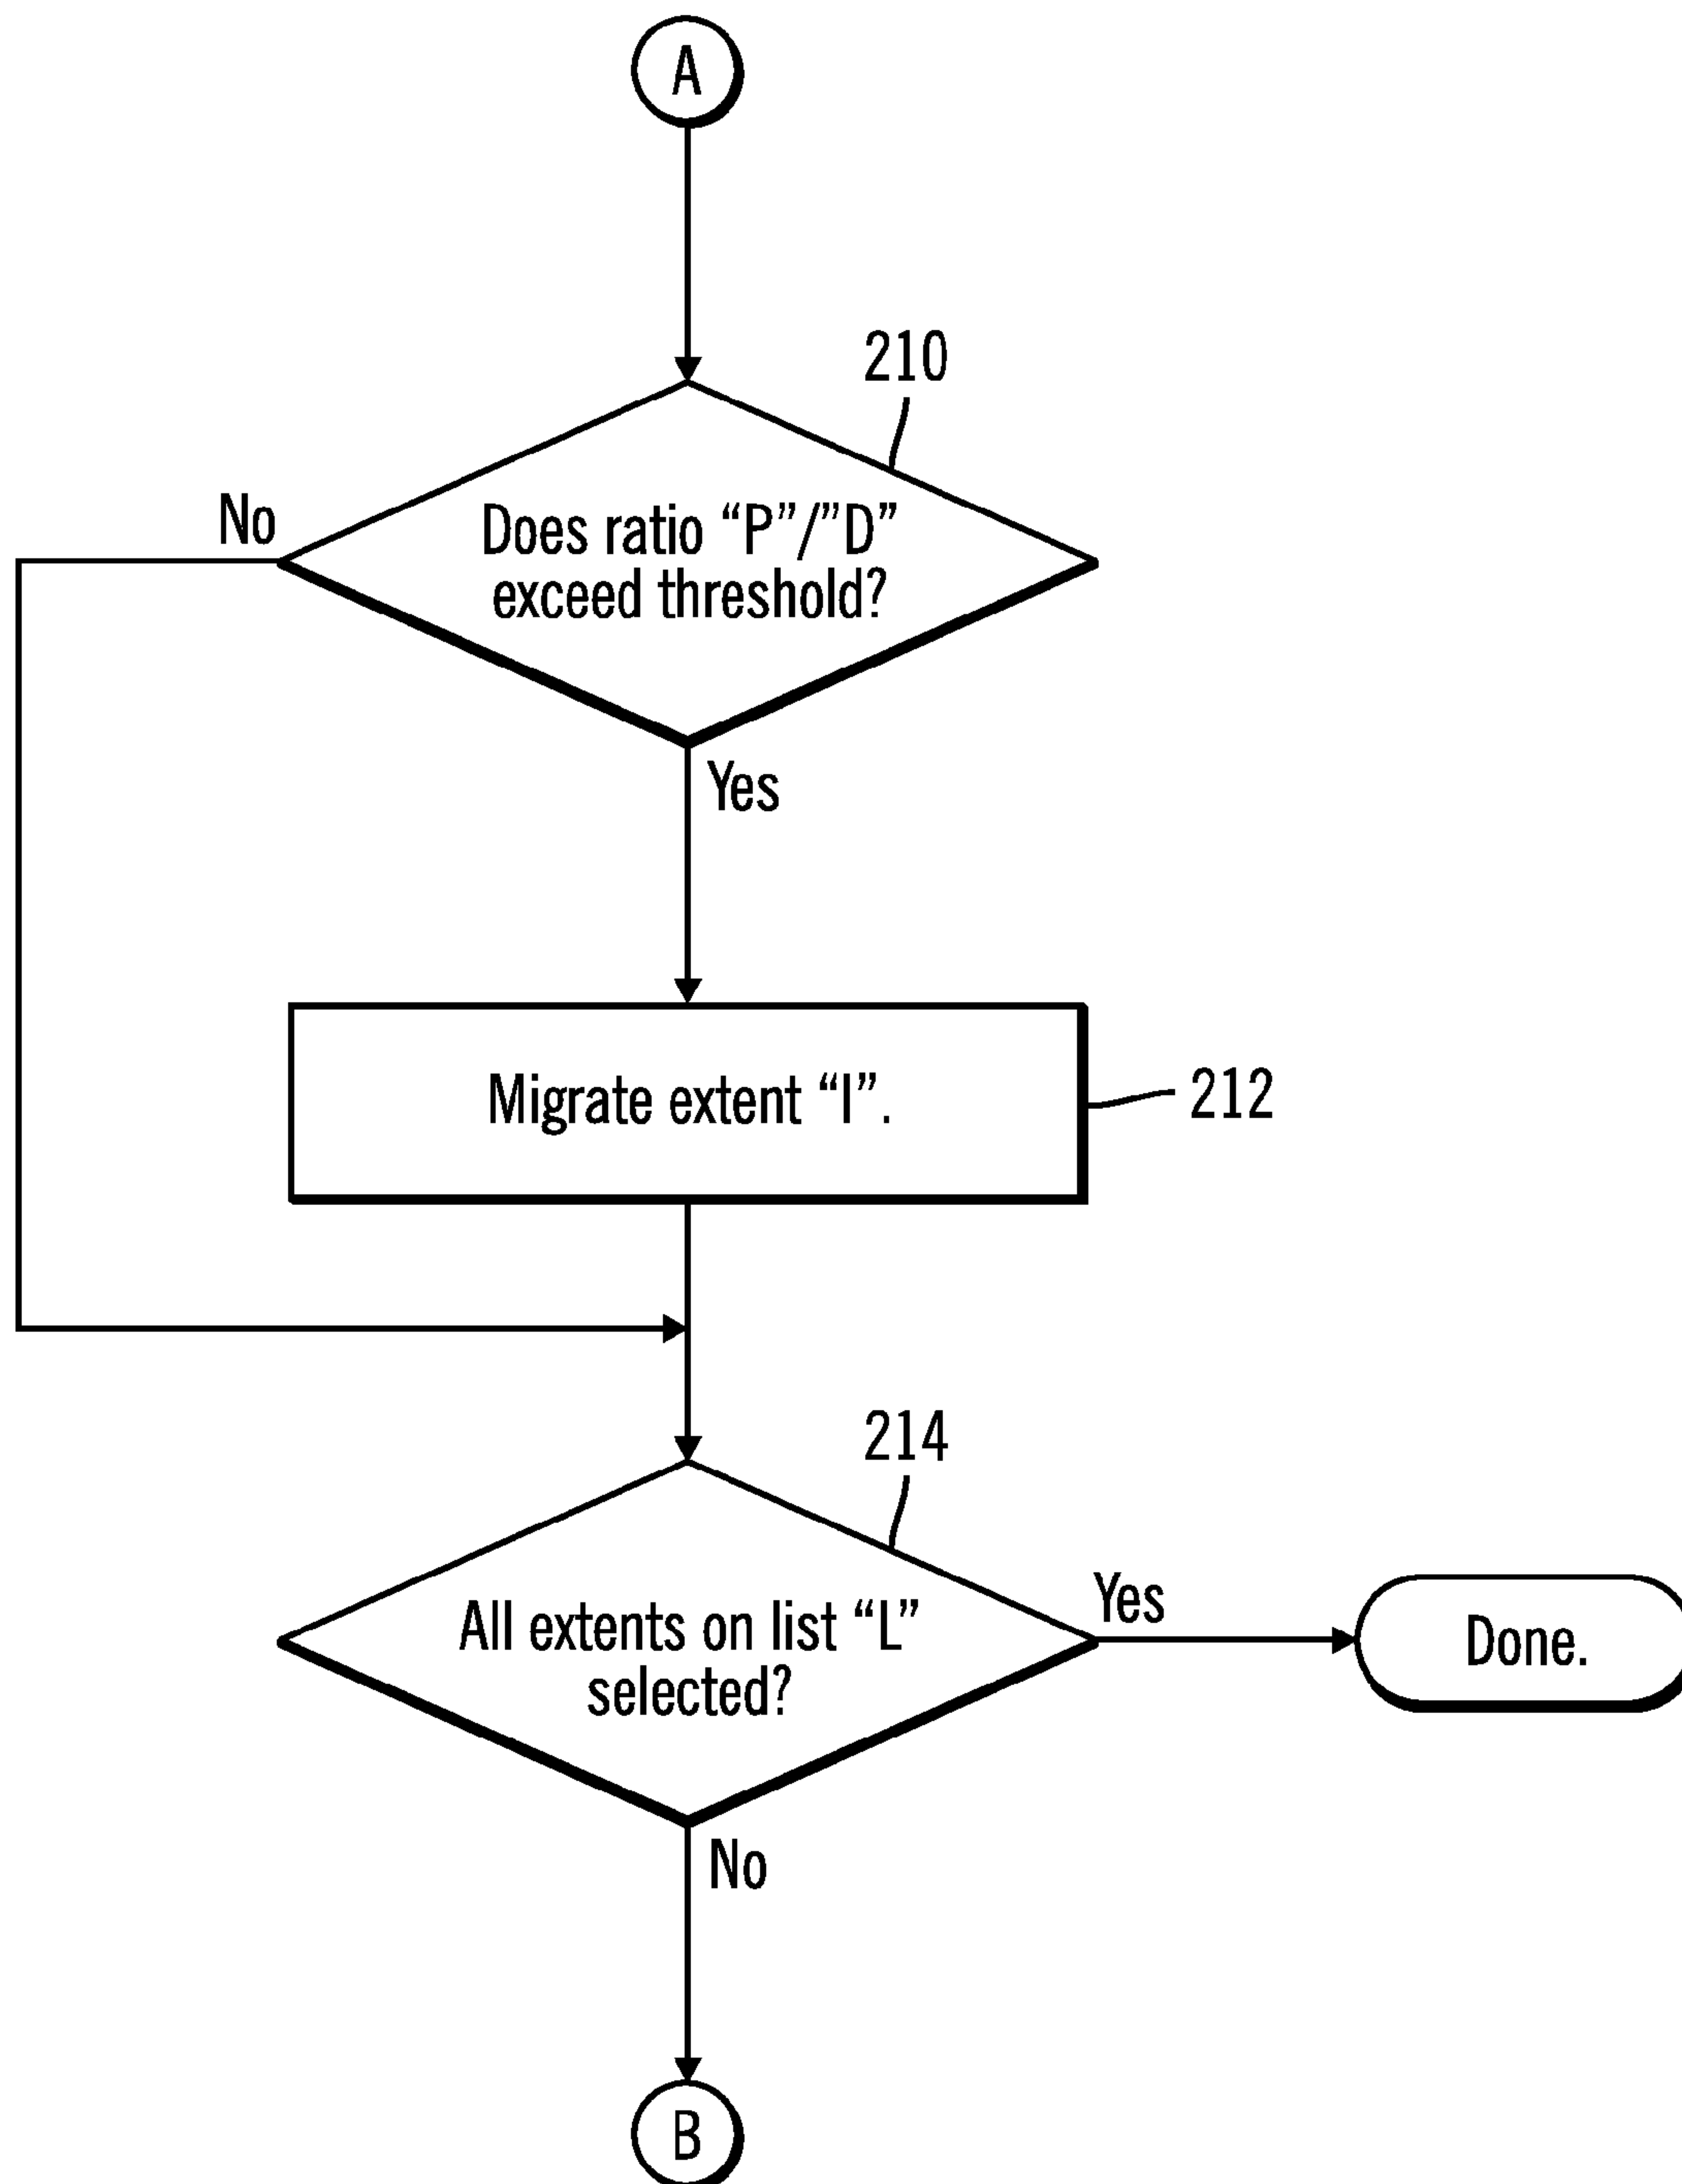 A
210
No
Does ratio “P”/”D”
exceed threshold?
Yes
Migrate extent “I”.
212
214
All extents on list “L”
selected?
Yes
Done.
No
B